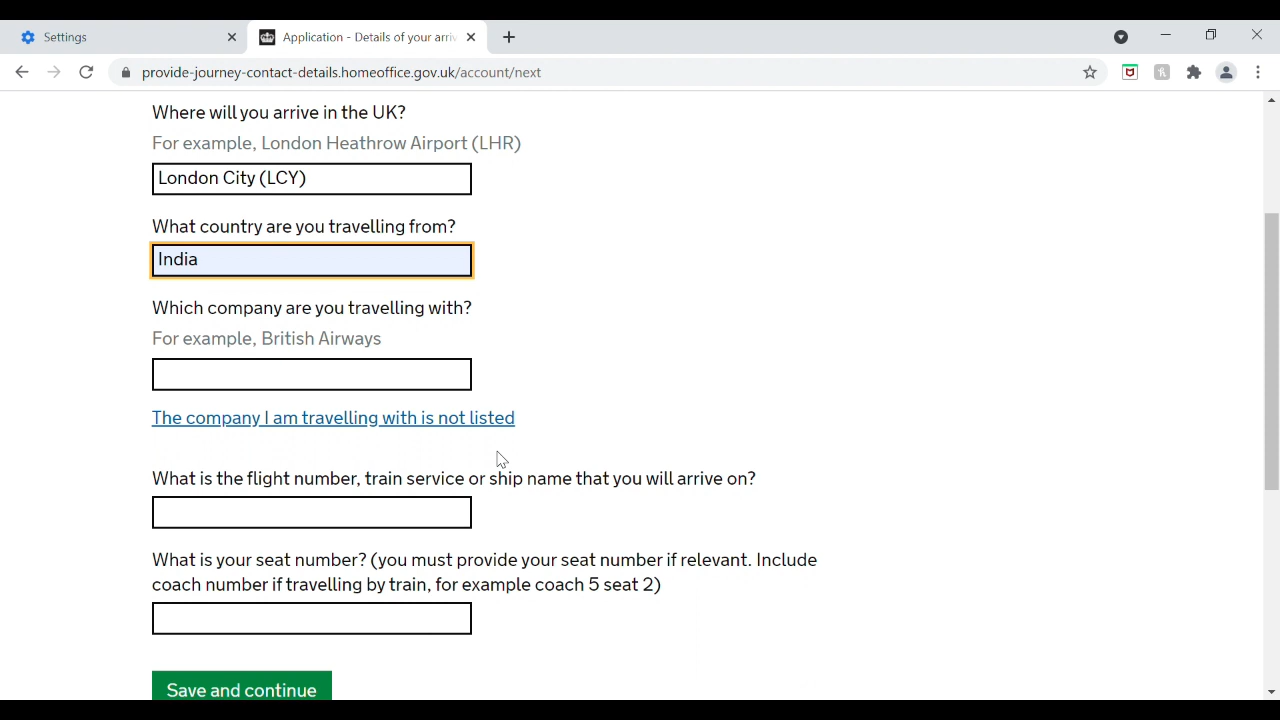 Settings
Application - Details of your arriv
provide-journey-contact-details.homeoffice.gov.uk/account/next
Where will you arrive in the UK?
For example, London Heathrow Airport (LHR)
London City (LCY)
What country are you travelling from?
India
Which company are you travelling with?
For example, British Airways
The company I am travelling with is not listed
What is the flight number, train service or ship name that you will arrive on?
What is your seat number? (you must provide your seat number if relevant. Include
coach number if travelling by train, for example coach 5 seat 2)
Save and continue